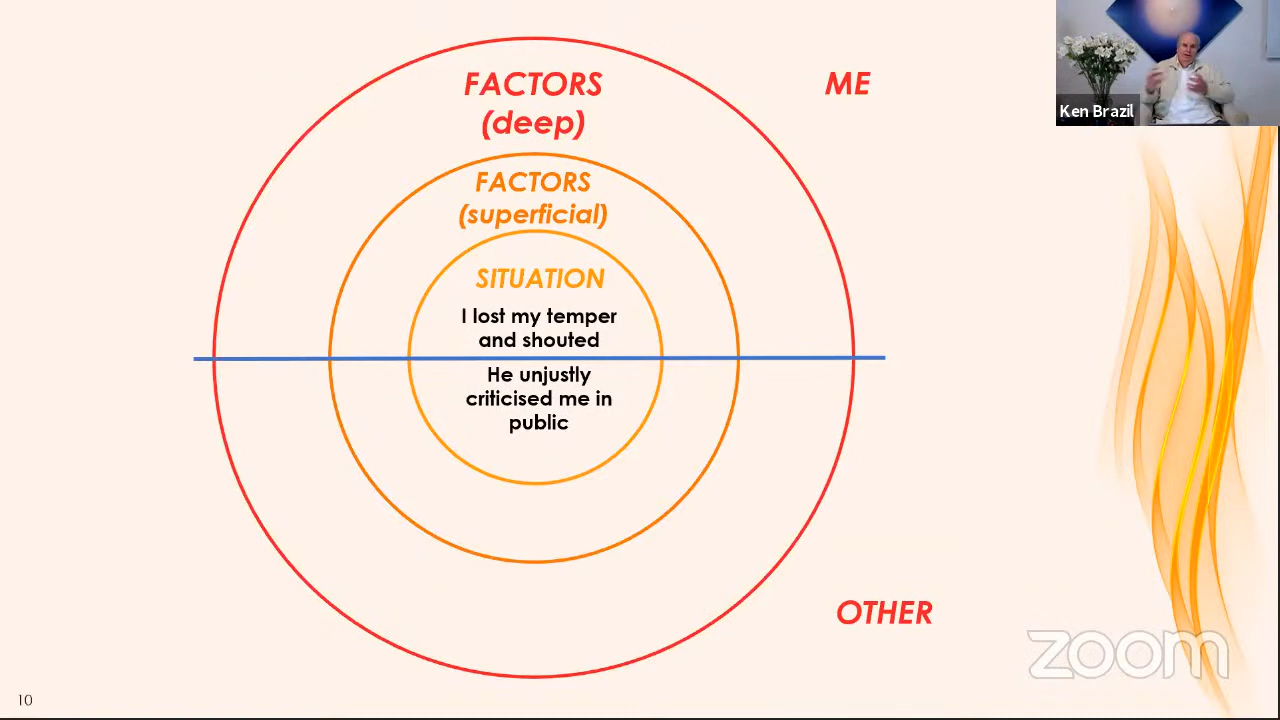 FACTORS
(deep)
ME
Ken Brazil
FACTORS
(superficial)
SITUATION
I lost my temper
and shouted
He unjustly
criticised me in
public
OTHER
zoom
10